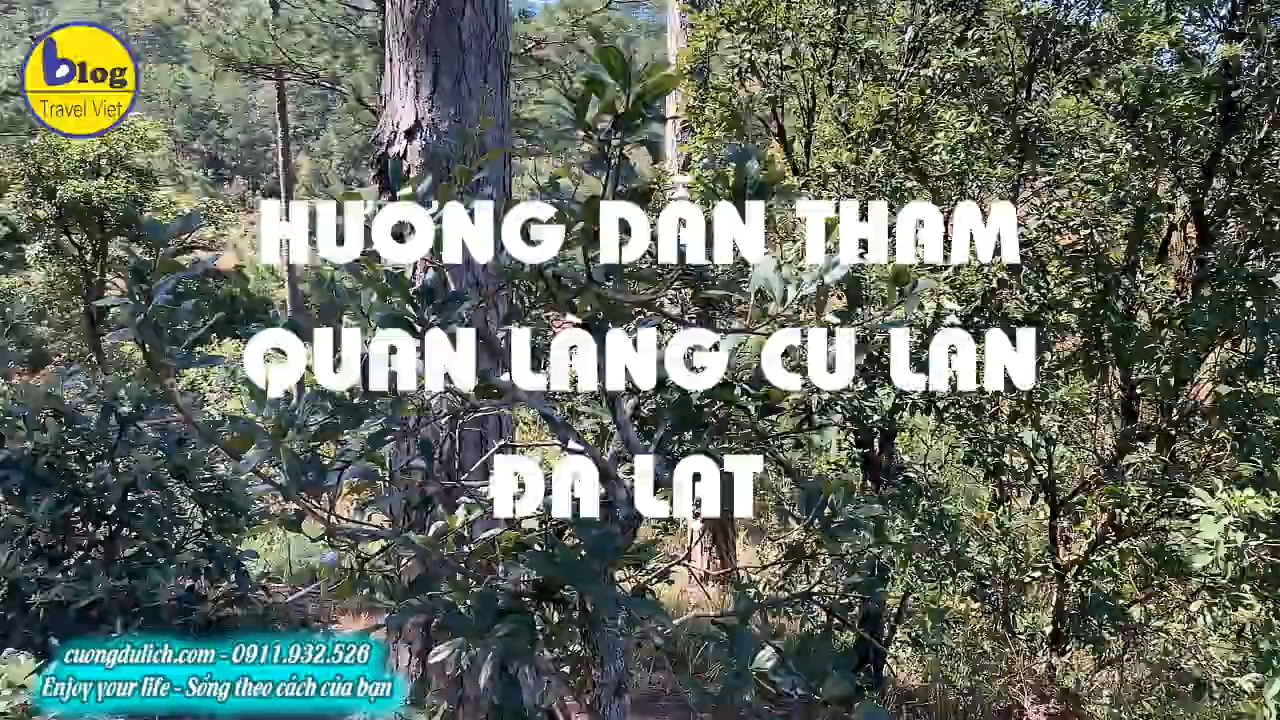 blog
Travel Viet
HƯỚNG DẪN THAM
QUAN LÀNG CÙ LẦN
ĐÀ LẠT
cuongdulich.com - 0911.932.526
Enjoy your life - Sống theo cách của bạn